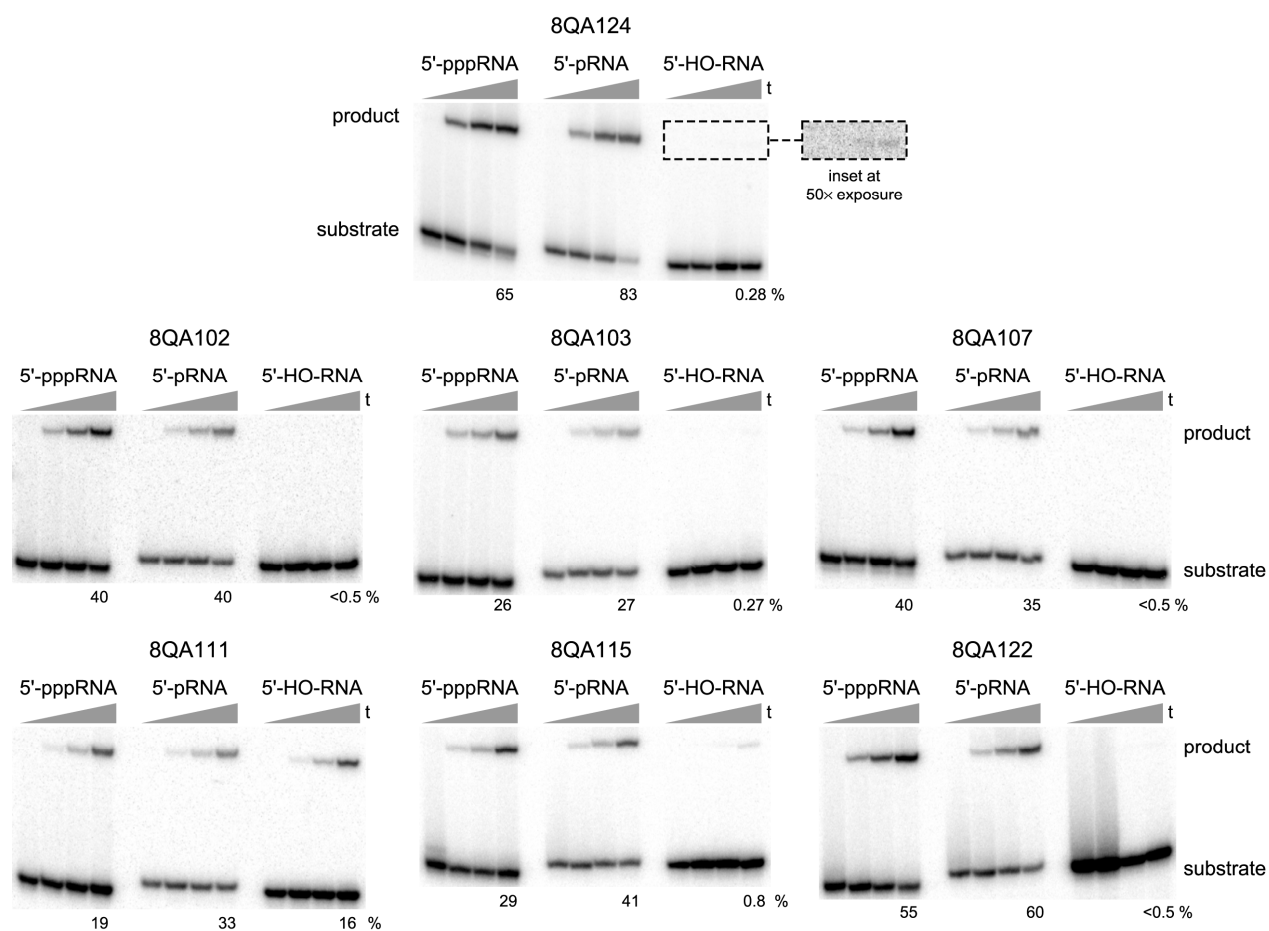 8QA124
5'-pppRNA 5'-pRNA 5'-HO-RNA
t
product
inset at
50× exposure
substrate
65 83 0.28 %
8QA102 8QA103 8QA107
5'-pppRNA 5'-pRNA 5'-HO-RNA 5'-pppRNA 5'-pRNA 5'-HO-RNA 5'-pppRNA 5'-pRNA 5'-HO-RNA
t t t
product
substrate
40 40 <0.5 % 26 27 0.27 % 40 35 <0.5 %
8QA111 8QA115 8QA122
5'-pppRNA 5'-pRNA 5'-HO-RNA 5'-pppRNA 5'-pRNA 5'-HO-RNA 5'-pppRNA 5'-pRNA 5'-HO-RNA
t t t
product
substrate
19 33 16 % 29 41 0.8 % 55 60 <0.5 %